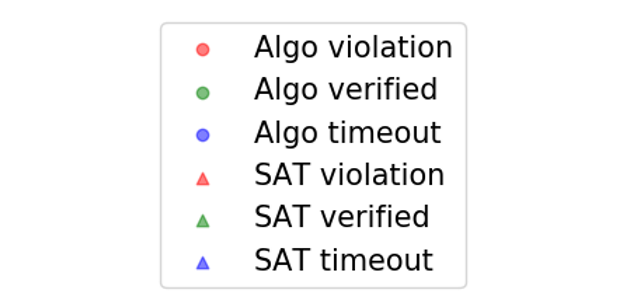 Algo violation
Algo verified
Algo timeout
SAT violation
SAT verified
SAT timeout